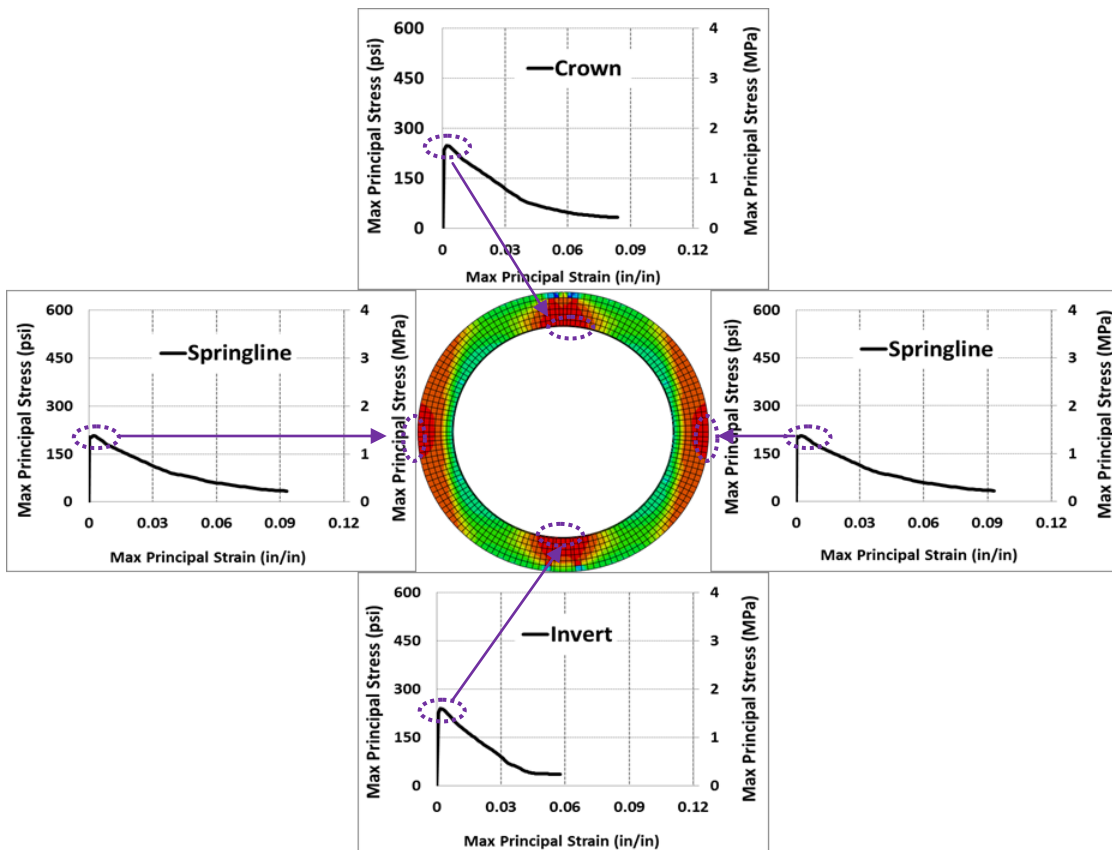 Max Principal Stress (psi)
600
450
300
150
0
Crown
4
3
2
1
0
Max Principal Stress (MPa)
0 0.03 0.06 0.09 0.12
Max Principal Strain (in/in)
Max Principal Stress (psi)
600
450
300
150
0
Springline
4
3
2
1
0
Max Principal Stress (MPa)
0 0.03 0.06 0.09 0.12
Max Principal Strain (in/in)
Max Principal Stress (psi)
600
450
300
150
0
Springline
4
3
2
1
0
Max Principal Stress (MPa)
0 0.03 0.06 0.09 0.12
Max Principal Strain (in/in)
Max Principal Stress (psi)
600
450
300
150
0
Invert
4
3
2
1
0
Max Principal Stress (MPa)
0 0.03 0.06 0.09 0.12
Max Principal Strain (in/in)